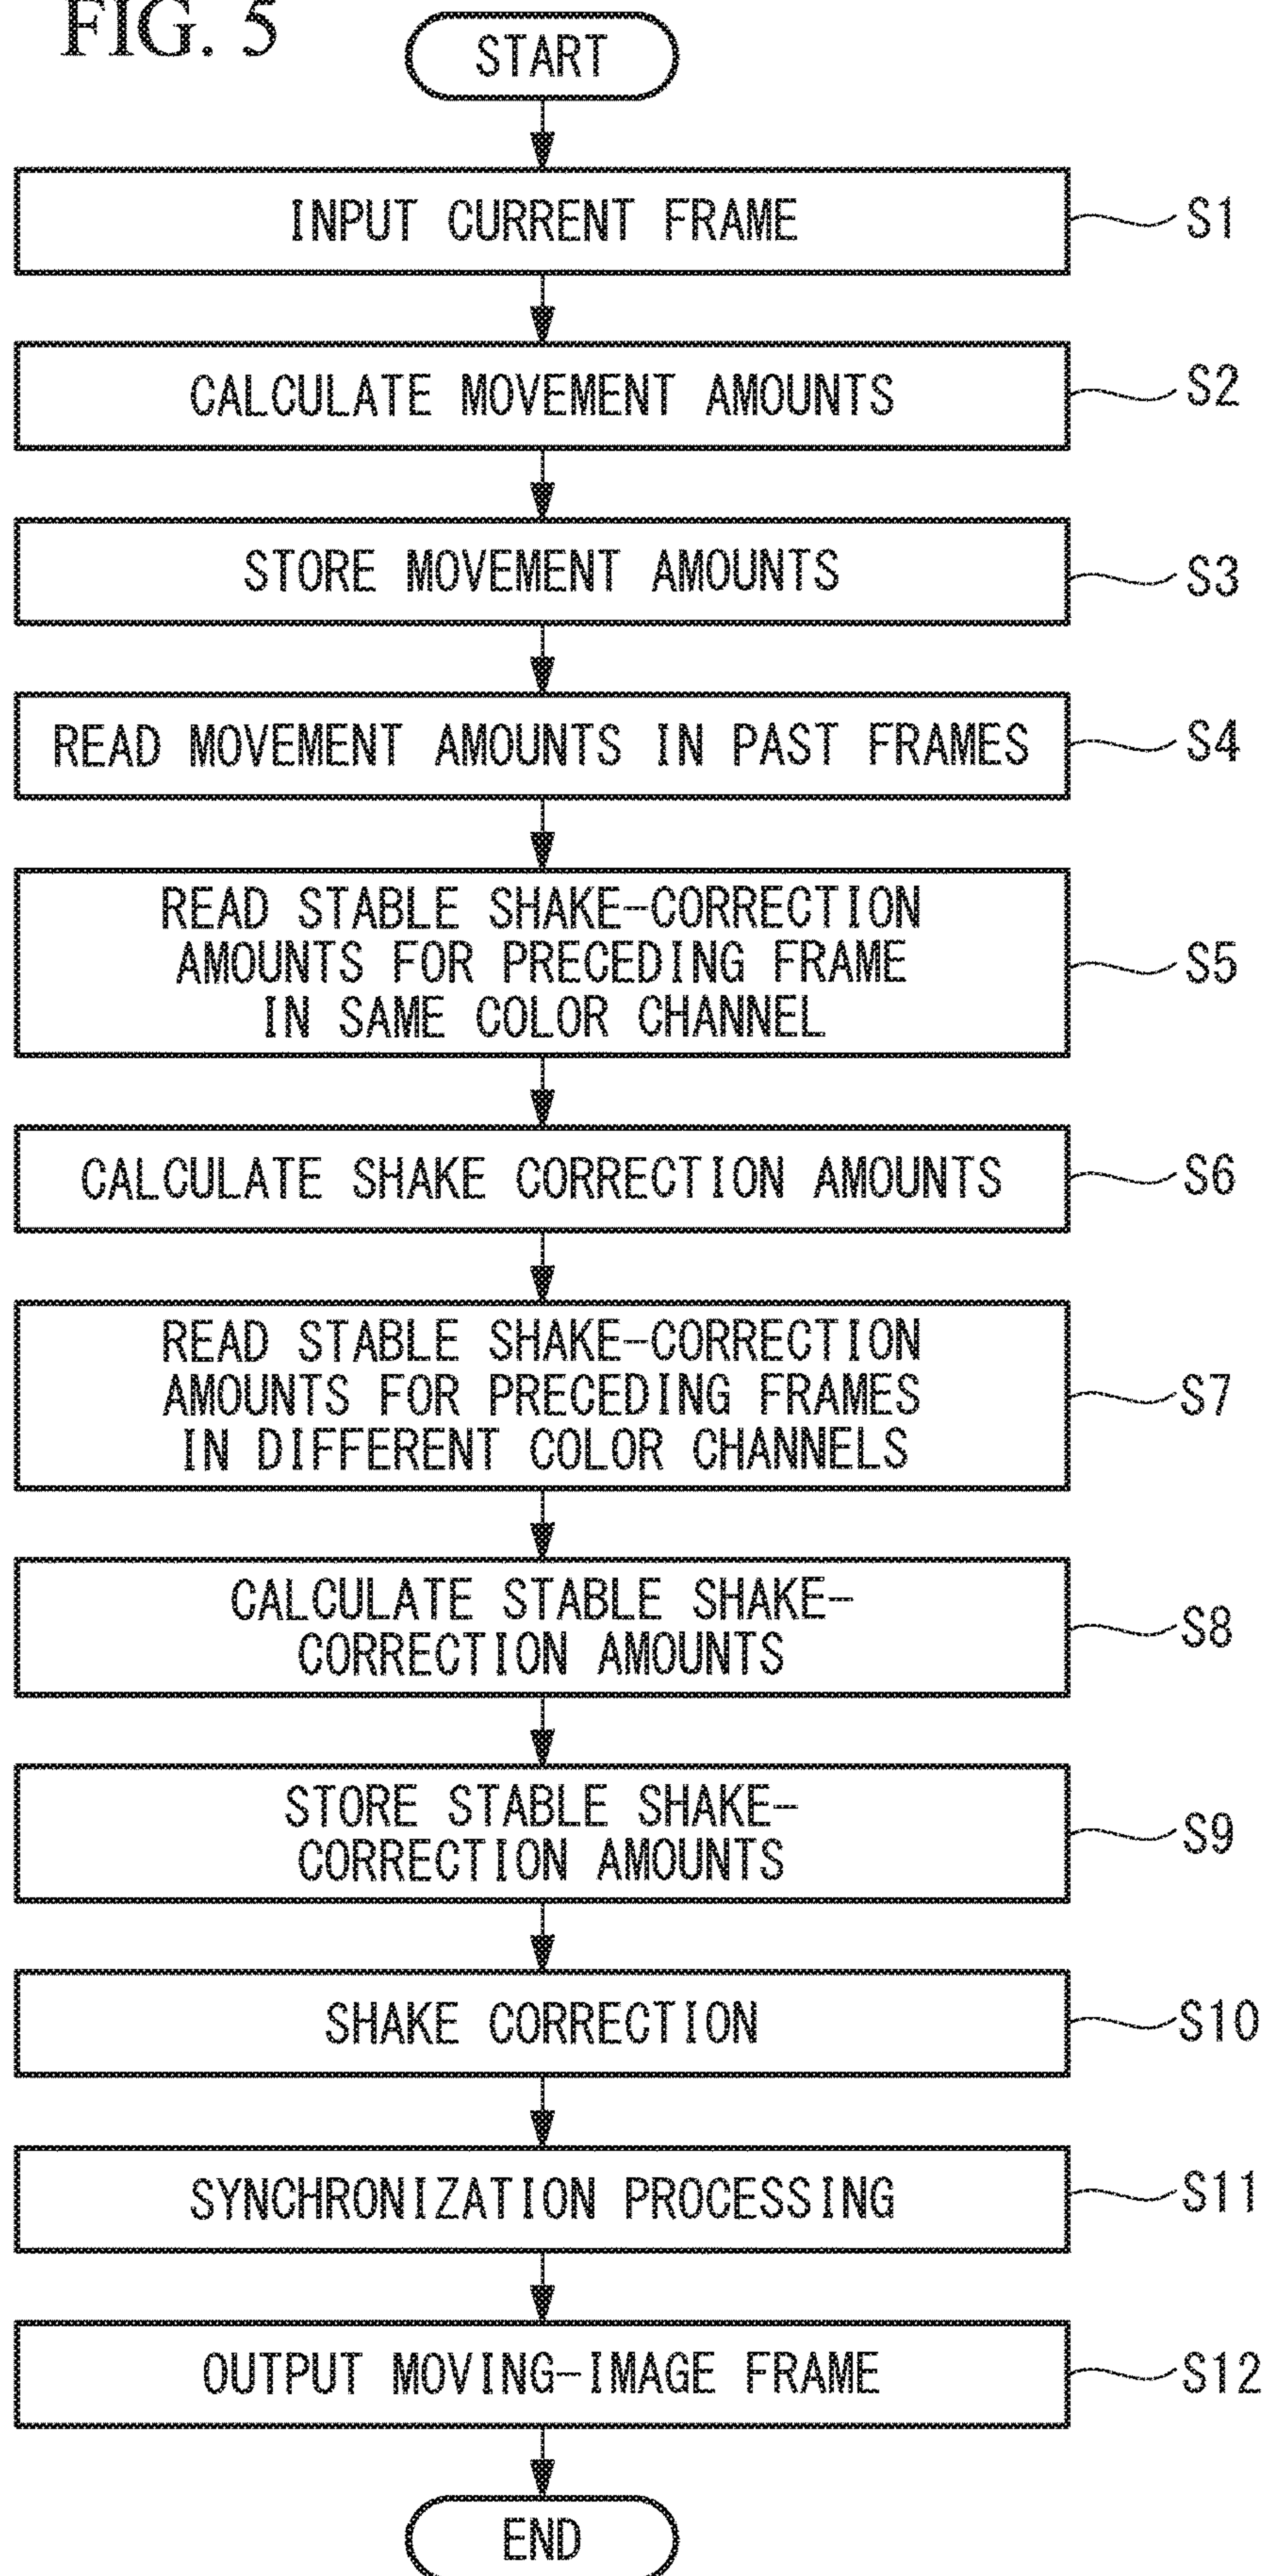 FIG. 5
START
INPUT CURRENT FRAME
S1
CALCULATE MOVEMENT AMOUNTS
S2
STORE MOVEMENT AMOUNTS
S3
READ MOVEMENT AMOUNTS IN PAST FRAMES
S4
READ STABLE SHAKE-CORRECTION
AMOUNTS FOR PRECEDING FRAME
IN SAME COLOR CHANNEL
S5
CALCULATE SHAKE CORRECTION AMOUNTS
S6
READ STABLE SHAKE-CORRECTION
AMOUNTS FOR PRECEDING FRAMES
IN DIFFERENT COLOR CHANNELS
S7
CALCULATE STABLE SHAKE-
CORRECTION AMOUNTS
S8
STORE STABLE SHAKE-
CORRECTION AMOUNTS
S9
SHAKE CORRECTION
S10
SYNCHRONIZATION PROCESSING
S11
OUTPUT MOVING-IMAGE FRAME
S12
END